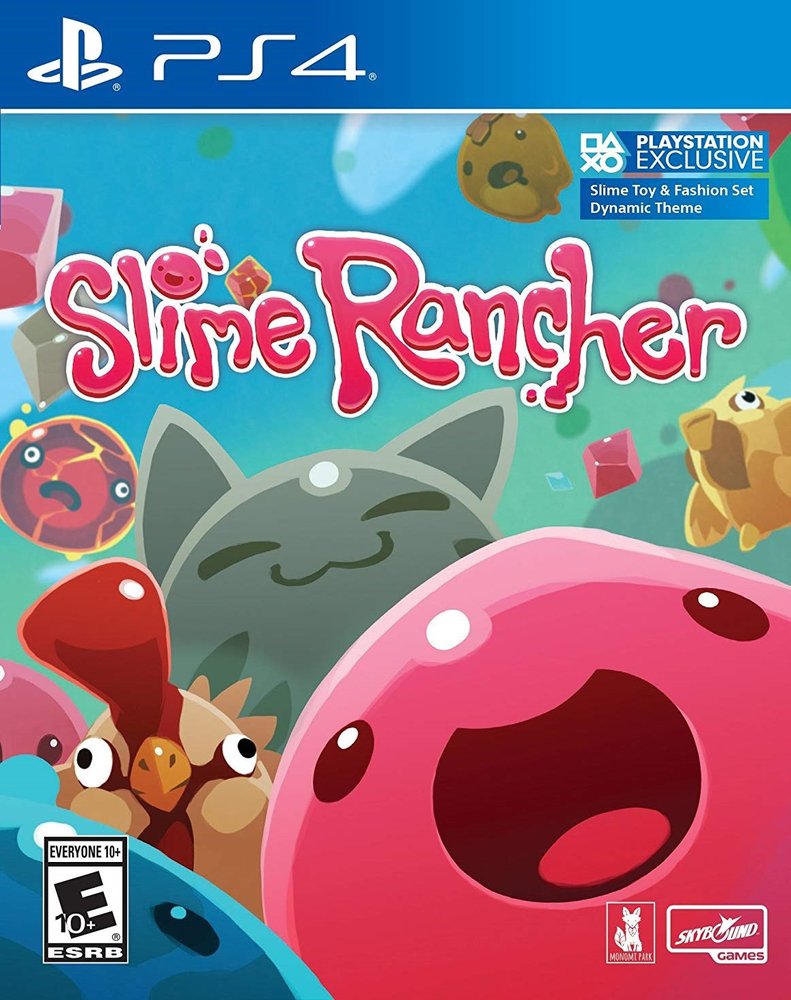 PS4®
PLAYSTATION
EXCLUSIVE
Slime Toy & Fashion Set
Dynamic Theme
Slime Rancher
EVERYONE 10+
E
10+
®
ESRB
MONOMI PARK
SKYBOUND
GAMES